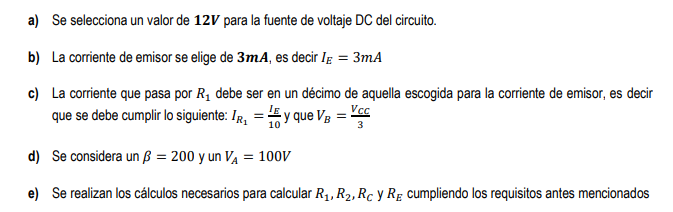 a) Se selecciona un valor de 12V para la fuente de voltaje DC del circuito.
b) La corriente de emisor se elige de 3mA, es decir I_E = 3mA
c) La corriente que pasa por R_1 debe ser en un décimo de aquella escogida para la corriente de emisor, es decir
que se debe cumplir lo siguiente: I_{R_1} = \frac{I_E}{10} y que V_B = \frac{V_{CC}}{3}
d) Se considera un β = 200 y un V_A = 100V
e) Se realizan los cálculos necesarios para calcular R_1, R_2, R_C y R_E cumpliendo los requisitos antes mencionados